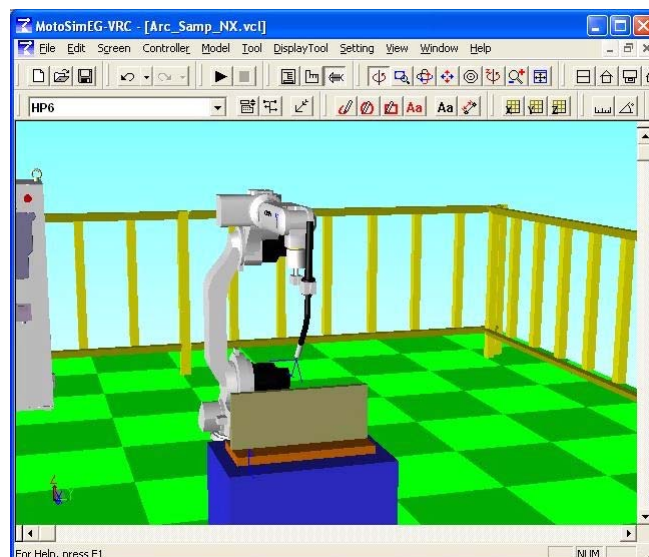 MotoSimEG-VRC - [Arc_Samp_NX.vcl]
File Edit Screen Controller Model Tool DisplayTool Setting View Window Help
HP6 Aa Aa X Y Z
For Help, press F1 NUM